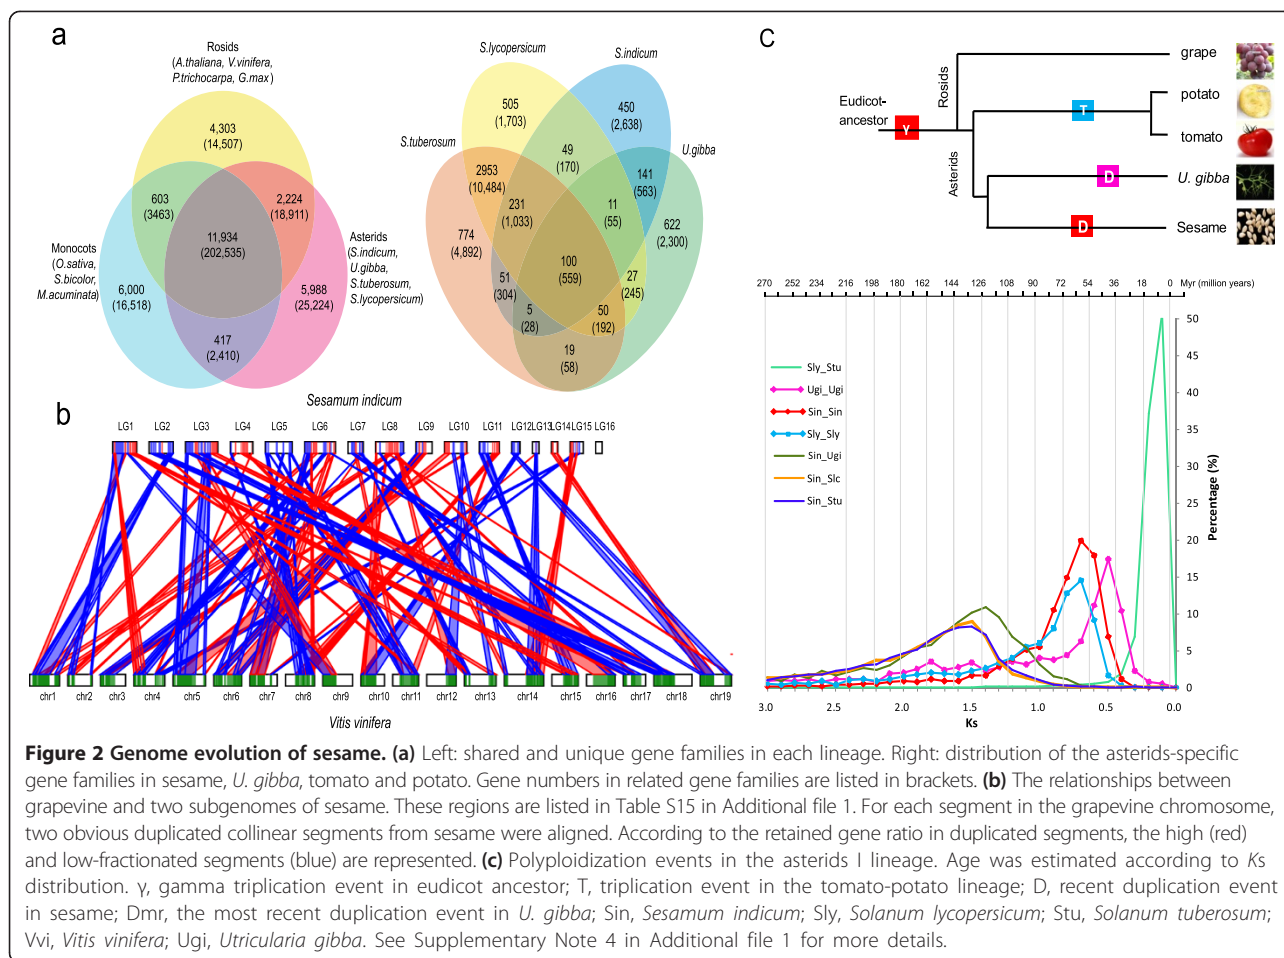 a
Rosids
(A.thaliana, V.vinifera,
P.trichocarpa, G.max)
4,303
(14,507)
603
(3463)
2,224
(18,911)
11,934
(202,535)
Monocots
(O.sativa,
S.bicolor,
M.acuminata)
6,000
(16,518)
Asterids
(S.indicum,
U.gibba,
S.tuberosum,
S.lycopersicum)
5,988
(25,224)
417
(2,410)
S.lycopersicum
S.indicum
S.tuberosum
U.gibba
505
(1,703)
450
(2,638)
49
(170)
2953
(10,484)
141
(563)
231
(1,033)
11
(55)
774
(4,892)
622
(2,300)
100
(559)
51
(304)
27
(245)
5
(28)
50
(192)
19
(58)
b
Sesamum indicum
LG1 LG2 LG3 LG4 LG5 LG6 LG7 LG8 LG9 LG10 LG11 LG12 LG13 LG14 LG15 LG16
chr1 chr2 chr3 chr4 chr5 chr6 chr7 chr8 chr9 chr10 chr11 chr12 chr13 chr14 chr15 chr16 chr17 chr18 chr19
Vitis vinifera
c
Eudicot-
ancestor
γ
Rosids
Asterids
T
D
D
grape
potato
tomato
U. gibba
Sesame
270 252 234 216 198 180 162 144 126 108 90 72 54 36 18 0 Myr (million years)
Sly_Stu
Ugi_Ugi
Sin_Sin
Sly_Sly
Sin_Ugi
Sin_Slc
Sin_Stu
50
45
40
35
30
25
20
15
10
5
0
Percentage (%)
3.0 2.5 2.0 1.5 1.0 0.5 0.0
Ks
Figure 2 Genome evolution of sesame. (a) Left: shared and unique gene families in each lineage. Right: distribution of the asterids-specific
gene families in sesame, U. gibba, tomato and potato. Gene numbers in related gene families are listed in brackets. (b) The relationships between
grapevine and two subgenomes of sesame. These regions are listed in Table S15 in Additional file 1. For each segment in the grapevine chromosome,
two obvious duplicated collinear segments from sesame were aligned. According to the retained gene ratio in duplicated segments, the high (red)
and low-fractionated segments (blue) are represented. (c) Polyploidization events in the asterids I lineage. Age was estimated according to Ks
distribution. γ, gamma triplication event in eudicot ancestor; T, triplication event in the tomato-potato lineage; D, recent duplication event
in sesame; Dmr, the most recent duplication event in U. gibba; Sin, Sesamum indicum; Sly, Solanum lycopersicum; Stu, Solanum tuberosum;
Vvi, Vitis vinifera; Ugi, Utricularia gibba. See Supplementary Note 4 in Additional file 1 for more details.